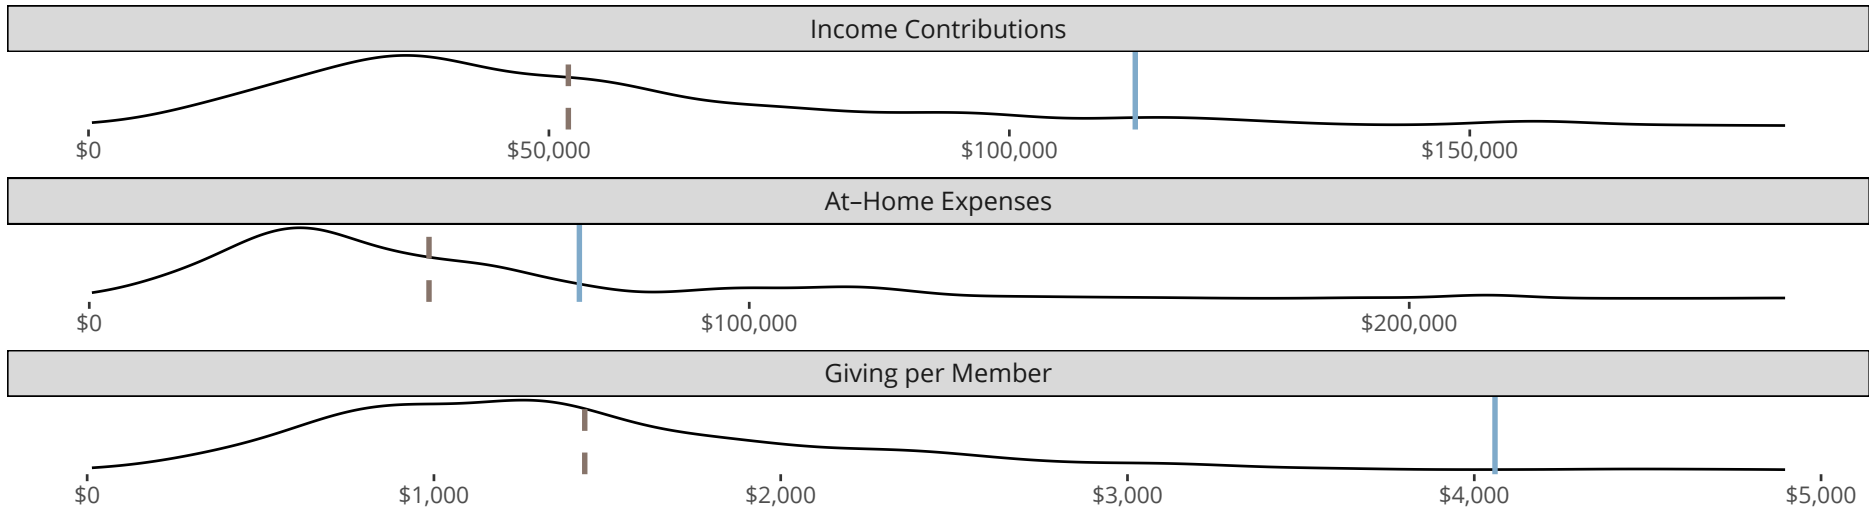 Income Contributions
$0 $50,000 $100,000 $150,000
At–Home Expenses
$0 $100,000 $200,000
Giving per Member
$0 $1,000 $2,000 $3,000 $4,000 $5,000